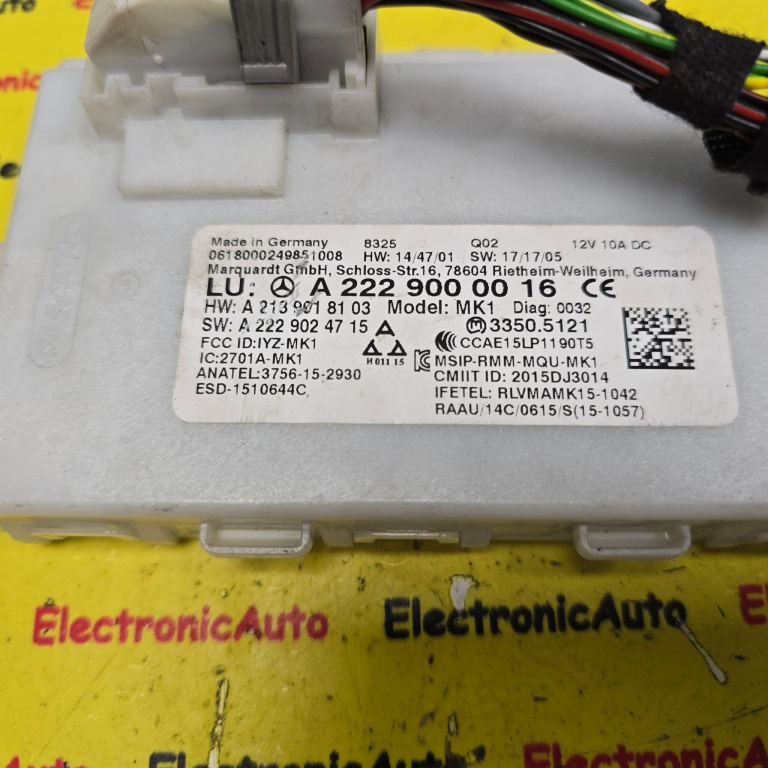 ElectronicAuto
Made in Germany 8325 Q02 12V 10A DC
0618000249851008 HW: 14/47/01 SW: 17/17/05
Marquardt GmbH, Schloss-Str.16, 78604 Rietheim-Weilheim, Germany
LU: A 222 900 00 16 CE
HW: A 213 901 81 03 Model: MK1 Diag: 0032
SW: A 222 902 47 15 A 3350.5121
FCC ID:IYZ-MK1 CCAE15LP1190T5
H 011 15
IC:2701A-MK1 MSIP-RMM-MQU-MK1
ANATEL:3756-15-2930 CMIIT ID: 2015DJ3014
ESD-1510644C IFETEL: RLVMAMK15-1042
RAAU/14C/0615/S(15-1057)
ElectronicAuto ElectronicAuto